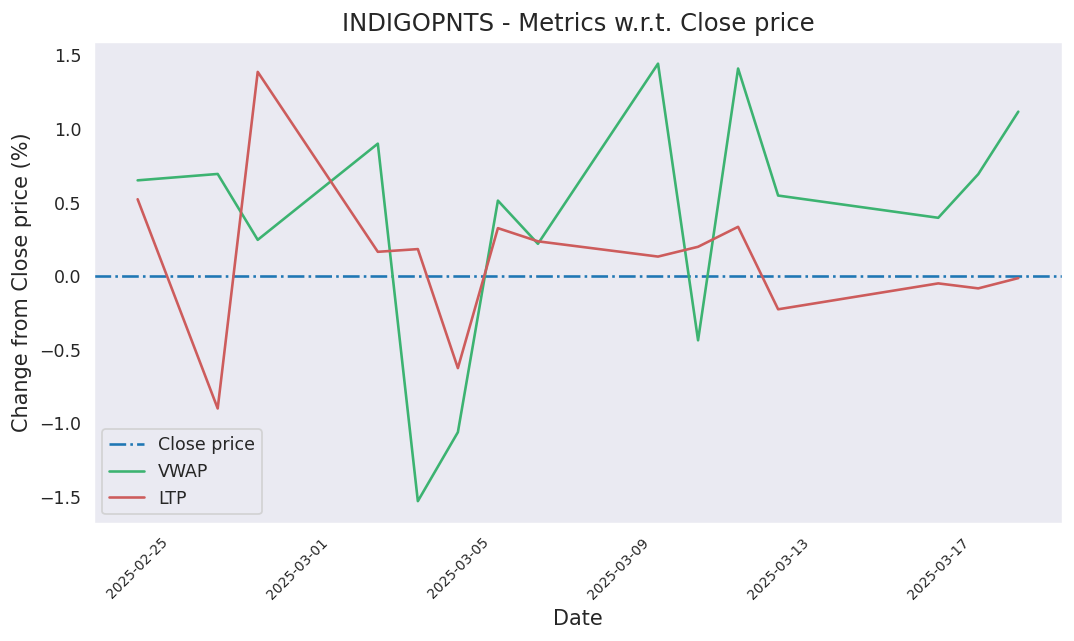 INDIGOPNTS - Metrics w.r.t. Close price
Change from Close price (%)
1.5
1.0
0.5
0.0
−0.5
−1.0
−1.5
Close price
VWAP
LTP
2025-02-25
2025-03-01
2025-03-05
2025-03-09
2025-03-13
2025-03-17
Date